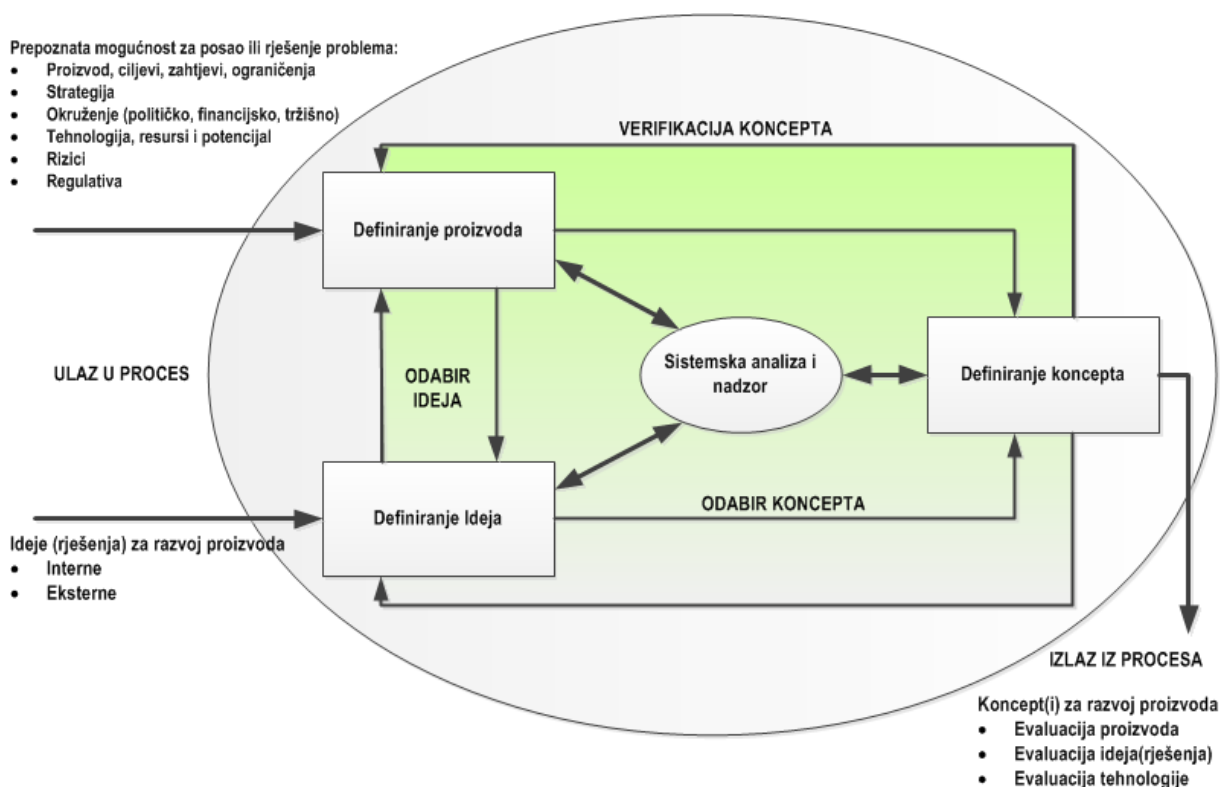 Prepoznata mogućnost za posao ili rješenje problema:
• Proizvod, ciljevi, zahtjevi, ograničenja
• Strategija
• Okruženje (političko, financijsko, tržišno)
• Tehnologija, resursi i potencijal
• Rizici
• Regulativa
VERIFIKACIJA KONCEPTA
Definiranje proizvoda
ULAZ U PROCES
ODABIR
IDEJA
Sistemska analiza i
nadzor
Definiranje koncepta
Definiranje Ideja
ODABIR KONCEPTA
Ideje (rješenja) za razvoj proizvoda
• Interne
• Eksterne
IZLAZ IZ PROCESA
Koncept(i) za razvoj proizvoda
• Evaluacija proizvoda
• Evaluacija ideja(rješenja)
• Evaluacija tehnologije